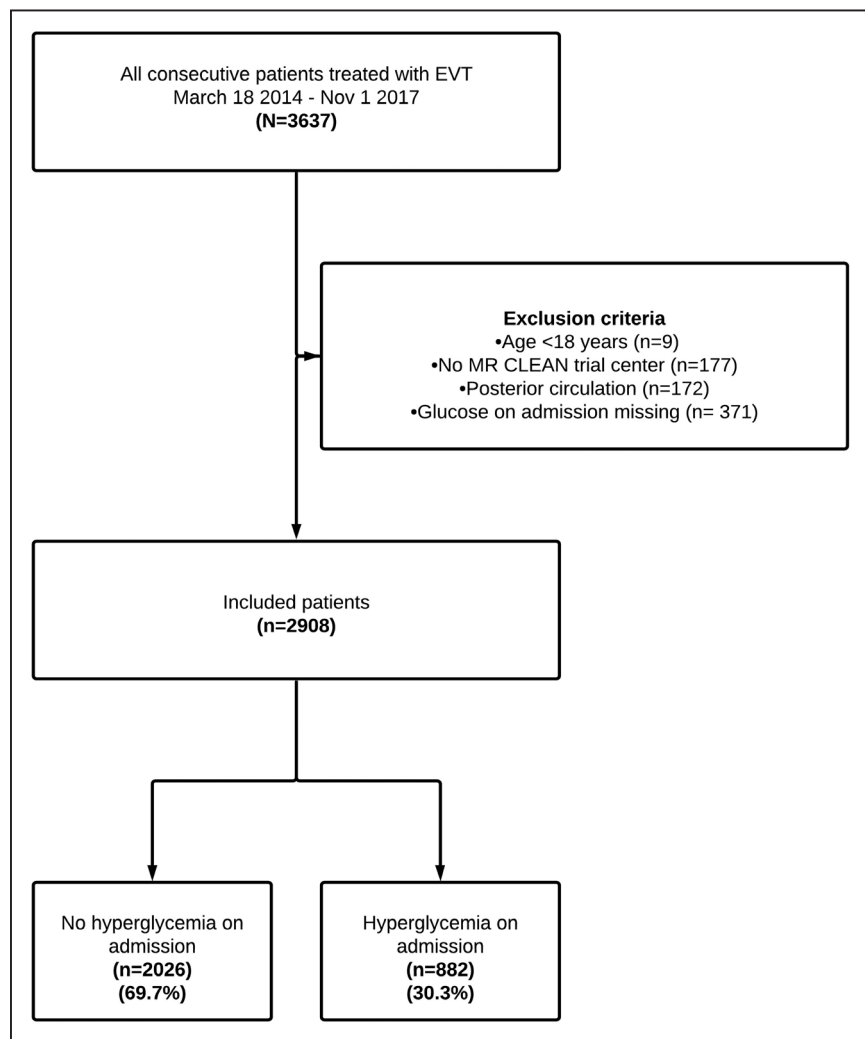 All consecutive patients treated with EVT
March 18 2014 - Nov 1 2017
(N=3637)
Exclusion criteria
•Age <18 years (n=9)
•No MR CLEAN trial center (n=177)
•Posterior circulation (n=172)
•Glucose on admission missing (n= 371)
Included patients
(n=2908)
No hyperglycemia on
admission
(n=2026)
(69.7%)
Hyperglycemia on
admission
(n=882)
(30.3%)